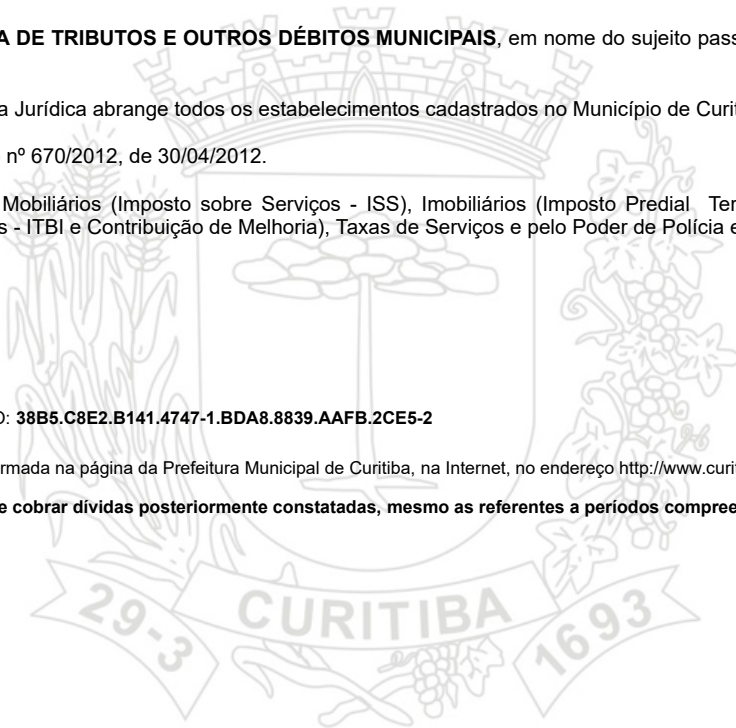 A DE TRIBUTOS E OUTROS DÉBITOS MUNICIPAIS, em nome do sujeito pass
a Jurídica abrange todos os estabelecimentos cadastrados no Município de Curit
nº 670/2012, de 30/04/2012.
Mobiliários (Imposto sobre Serviços - ISS), Imobiliários (Imposto Predial Ter
s - ITBI e Contribuição de Melhoria), Taxas de Serviços e pelo Poder de Polícia e
: 38B5.C8E2.B141.4747-1.BDA8.8839.AAFB.2CE5-2
rmada na página da Prefeitura Municipal de Curitiba, na Internet, no endereço http://www.curit
e cobrar dívidas posteriormente constatadas, mesmo as referentes a períodos compree
29-3 CURITIBA 1693